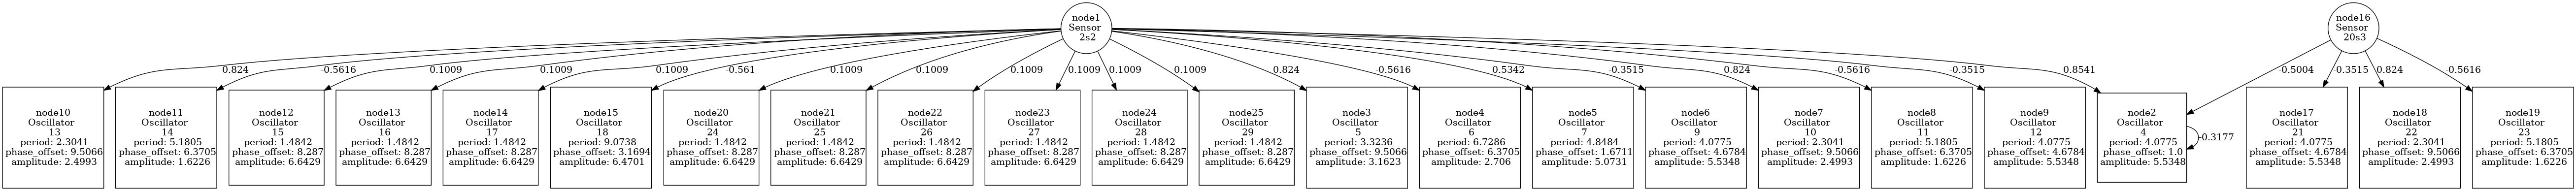 node1
Sensor
2s2
node16
Sensor
20s3
0.824
-0.5616
0.1009
0.1009
0.1009
-0.561
0.1009
0.1009
0.1009
0.1009
0.1009
0.1009
0.824
-0.5616
0.5342
-0.3515
0.824
-0.5616
-0.3515
0.8541
-0.5004
-0.3515
0.824
-0.5616
node10
Oscillator
13
period: 2.3041
phase_offset: 9.5066
amplitude: 2.4993
node11
Oscillator
14
period: 5.1805
phase_offset: 6.3705
amplitude: 1.6226
node12
Oscillator
15
period: 1.4842
phase_offset: 8.287
amplitude: 6.6429
node13
Oscillator
16
period: 1.4842
phase_offset: 8.287
amplitude: 6.6429
node14
Oscillator
17
period: 1.4842
phase_offset: 8.287
amplitude: 6.6429
node15
Oscillator
18
period: 9.0738
phase_offset: 3.1694
amplitude: 6.4701
node20
Oscillator
24
period: 1.4842
phase_offset: 8.287
amplitude: 6.6429
node21
Oscillator
25
period: 1.4842
phase_offset: 8.287
amplitude: 6.6429
node22
Oscillator
26
period: 1.4842
phase_offset: 8.287
amplitude: 6.6429
node23
Oscillator
27
period: 1.4842
phase_offset: 8.287
amplitude: 6.6429
node24
Oscillator
28
period: 1.4842
phase_offset: 8.287
amplitude: 6.6429
node25
Oscillator
29
period: 1.4842
phase_offset: 8.287
amplitude: 6.6429
node3
Oscillator
5
period: 3.3236
phase_offset: 9.5066
amplitude: 3.1623
node4
Oscillator
6
period: 6.7286
phase_offset: 6.3705
amplitude: 2.706
node5
Oscillator
7
period: 4.8484
phase_offset: 1.6711
amplitude: 5.0731
node6
Oscillator
9
period: 4.0775
phase_offset: 4.6784
amplitude: 5.5348
node7
Oscillator
10
period: 2.3041
phase_offset: 9.5066
amplitude: 2.4993
node8
Oscillator
11
period: 5.1805
phase_offset: 6.3705
amplitude: 1.6226
node9
Oscillator
12
period: 4.0775
phase_offset: 4.6784
amplitude: 5.5348
node2
Oscillator
4
period: 4.0775
phase_offset: 1.0
amplitude: 5.5348
-0.3177
node17
Oscillator
21
period: 4.0775
phase_offset: 4.6784
amplitude: 5.5348
node18
Oscillator
22
period: 2.3041
phase_offset: 9.5066
amplitude: 2.4993
node19
Oscillator
23
period: 5.1805
phase_offset: 6.3705
amplitude: 1.6226